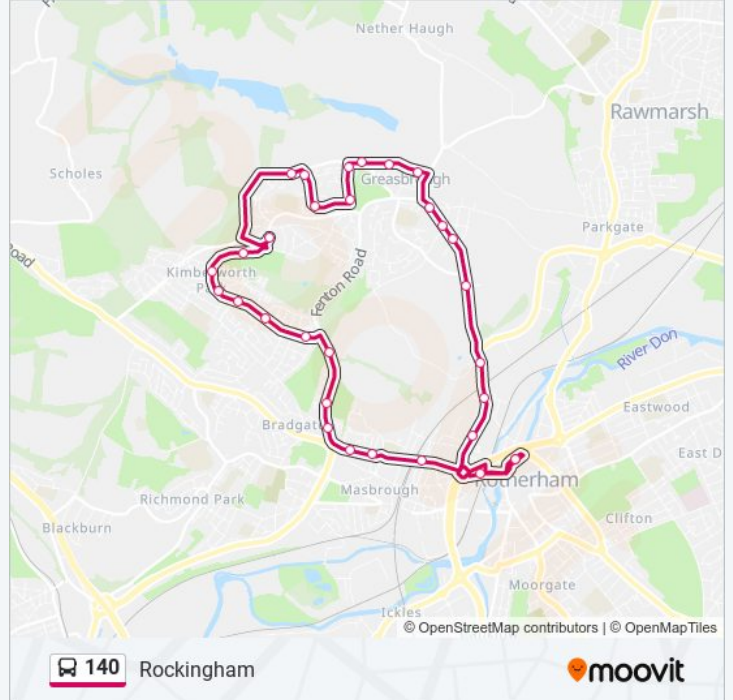 Nether Haugh
Rawmarsh
Scholes
Greasbrough
Parkgate
oad
Kimberworth
P
Fenton Road
River Don
Eastwood
Bradgate
East D
Rotherham
Masbrough
Richmond Park
Clifton
Blackburn
Moorgate
Ickles
© OpenStreetMap contributors | © OpenMapTiles
140 Rockingham
moovit